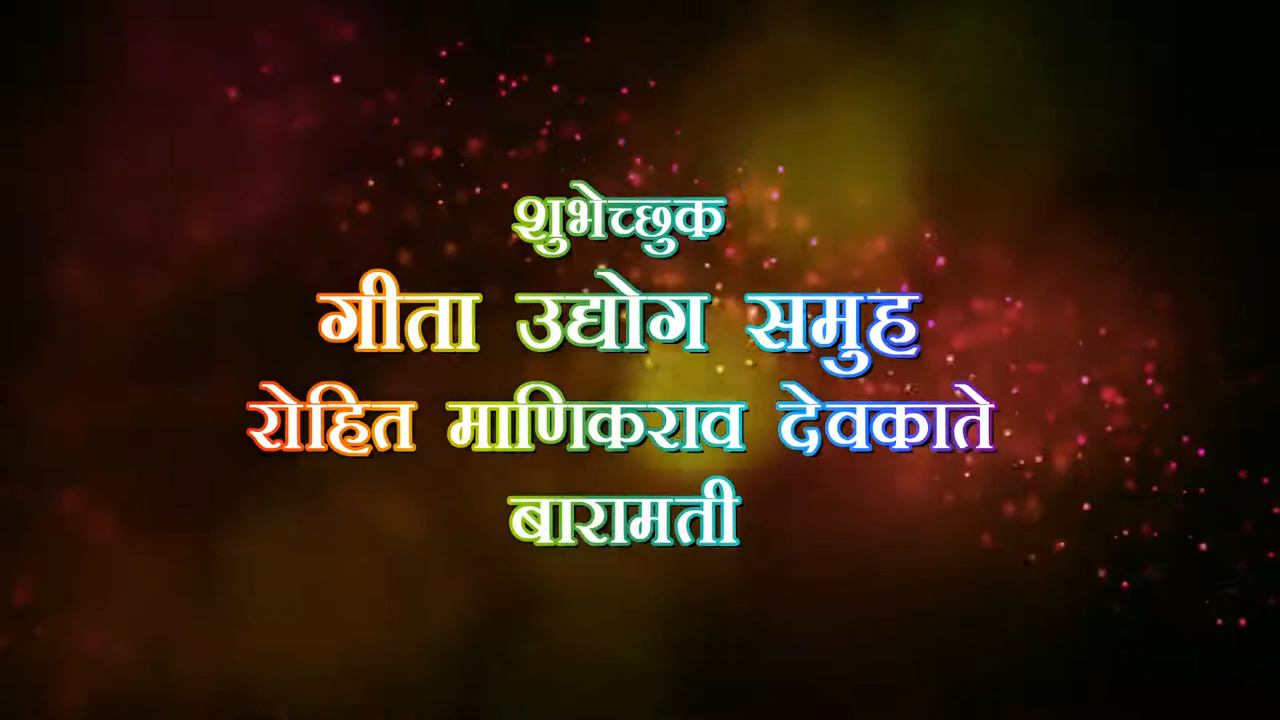 शुभेच्छुक
गीता उद्योग समुह
रोहित माणिकराव देवकाते
बारामती